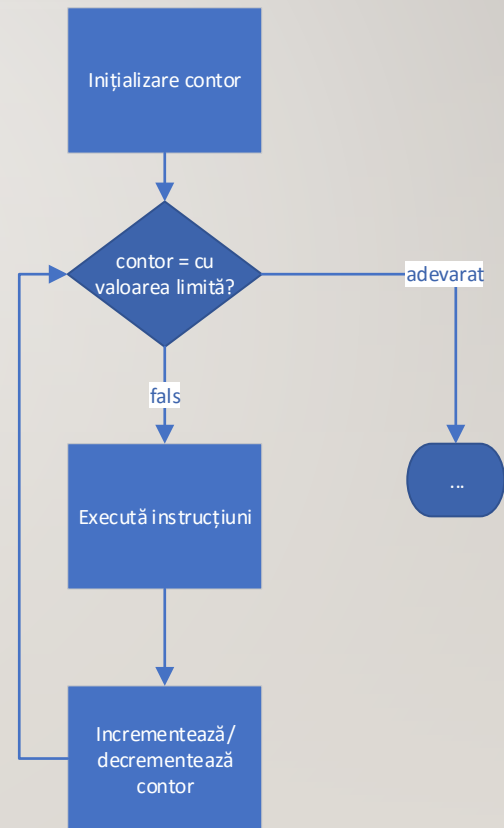 Inițializare contor
contor = cu
valoarea limită?
adevarat
fals
Execută instrucțiuni
...
Incrementează/
decrementează
contor